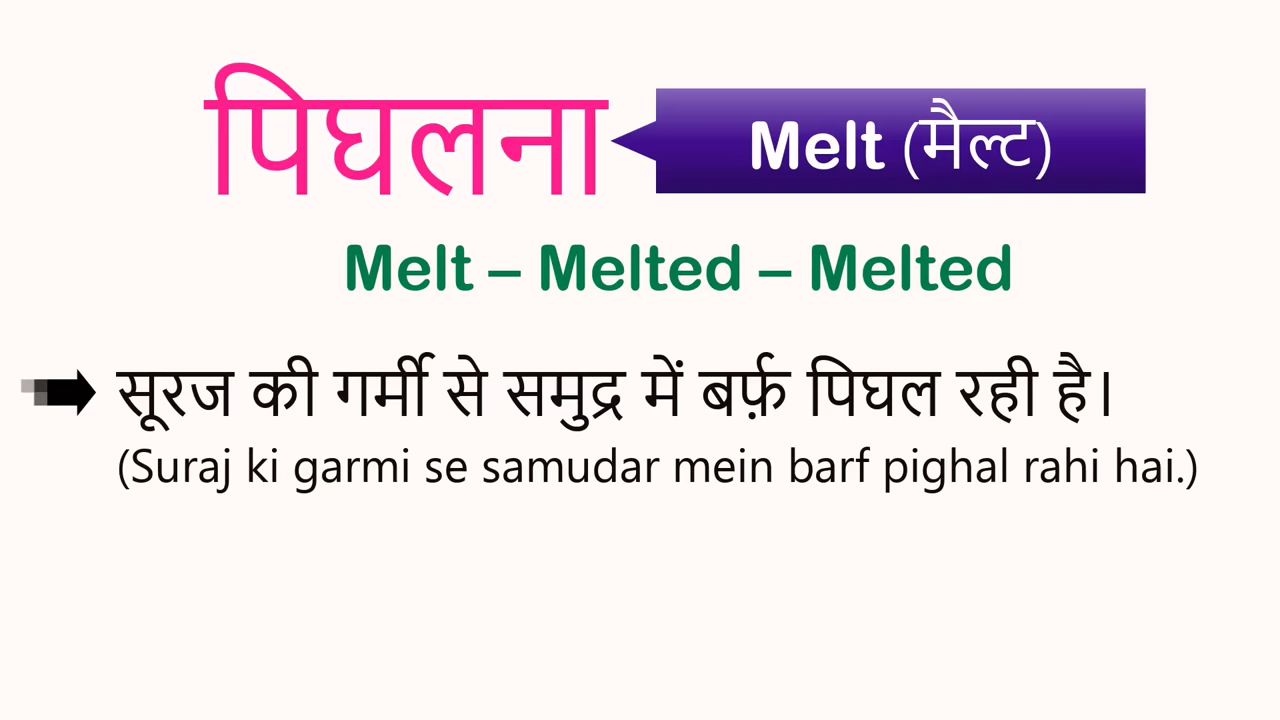 पिघलना Melt (मैल्ट)
Melt – Melted – Melted
सूरज की गर्मी से समुद्र में बर्फ़ पिघल रही है।
(Suraj ki garmi se samudar mein barf pighal rahi hai.)